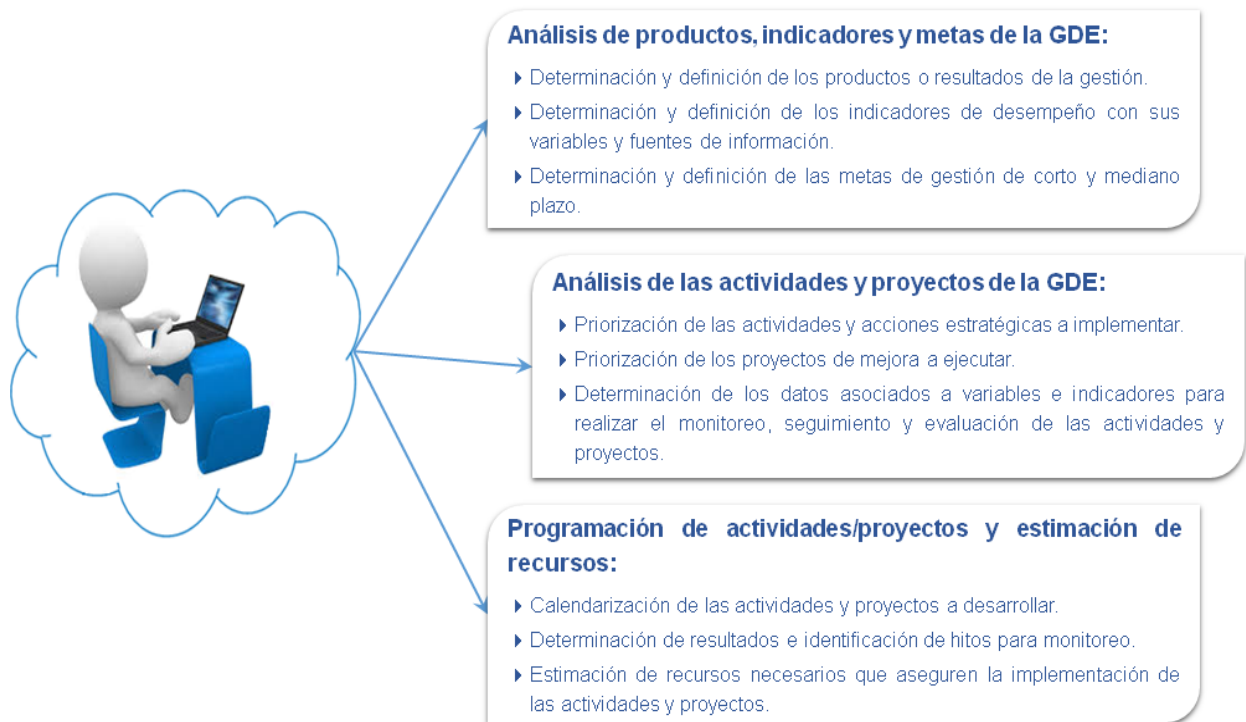 Análisis de productos, indicadores y metas de la GDE:
Determinación y definición de los productos o resultados de la gestión.
Determinación y definición de los indicadores de desempeño con sus
variables y fuentes de información.
Determinación y definición de las metas de gestión de corto y mediano
plazo.
Análisis de las actividades y proyectos de la GDE:
Priorización de las actividades y acciones estratégicas a implementar.
Priorización de los proyectos de mejora a ejecutar.
Determinación de los datos asociados a variables e indicadores para
realizar el monitoreo, seguimiento y evaluación de las actividades y
proyectos.
Programación de actividades/proyectos y estimación de
recursos:
Calendarización de las actividades y proyectos a desarrollar.
Determinación de resultados e identificación de hitos para monitoreo.
Estimación de recursos necesarios que aseguren la implementación de
las actividades y proyectos.